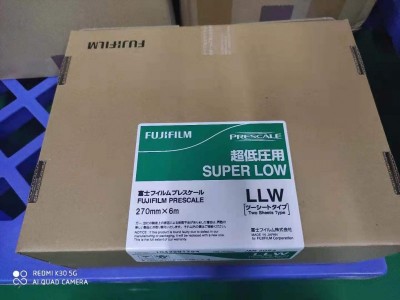 FUJIFILM
FUJIFILM
PRESCALE
超低圧用
SUPER LOW
富士フイルムプレスケール
FUJIFILM PRESCALE
270mm×6m
LLW
ツーシートタイプ
Two Sheets Type
富士フイルム株式会社
MADE IN JAPAN
by FUJIFILM Corporation
REDMI K30 5G
AI QUAD CAMERA